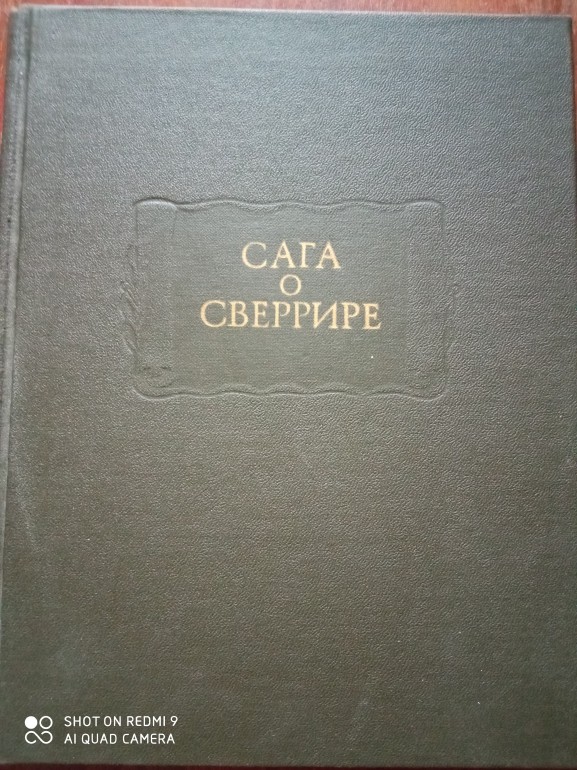 САГА
О
СВЕРРИРЕ
SHOT ON REDMI 9
AI QUAD CAMERA